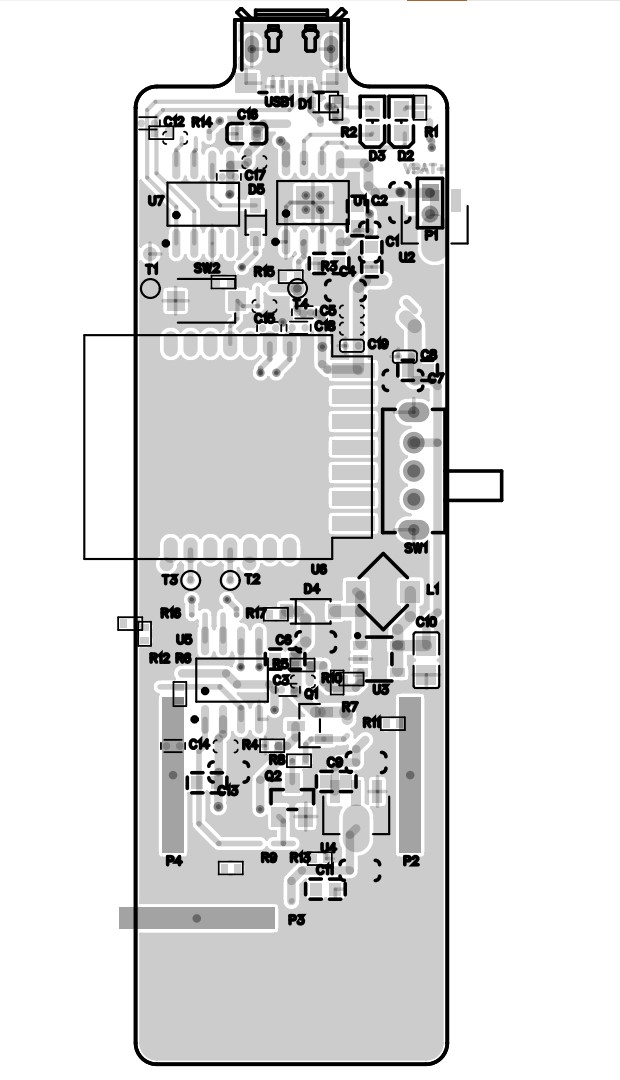 USB1 D1
C12 R14 C16 R2 R1
D3 D2
VBAT+
C17
D5
U7 U1 C2
P1
C1
U2
T1 SW2 R15 R3 C4
T4
C5
C15 C18
C19
C8
C7
SW1
U6
T3 T2 D4 L1
R16 R17 C10
U5 C6
R12 R6 R5
C3 R10 U3
Q1
R7
R11
C14 R4
R8 C9
Q2
C13
U4
P4 R9 R13 P2
C11
P3